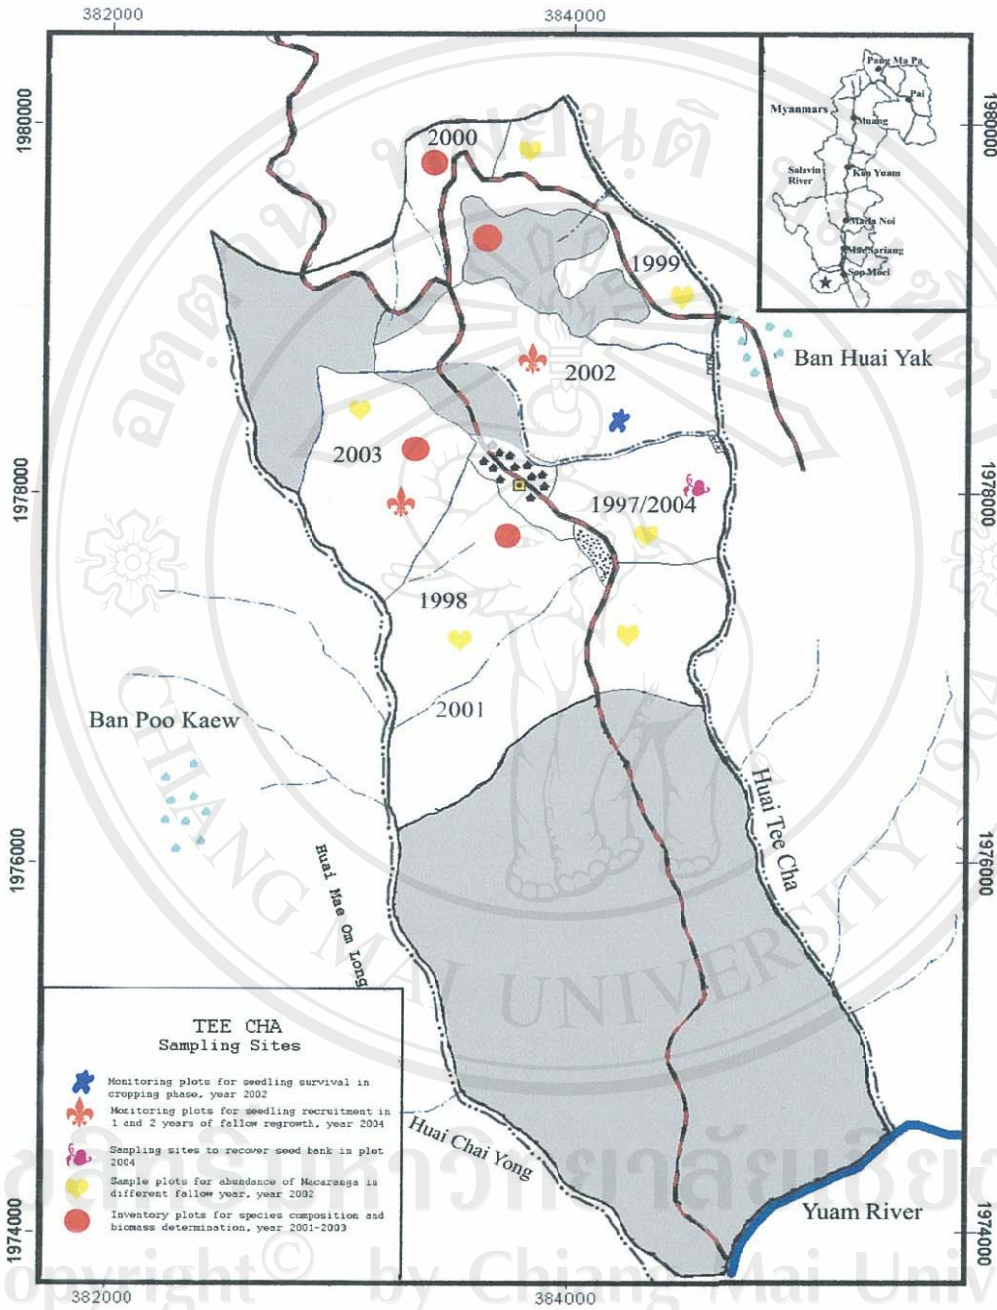 382000
384000
1980000
1980000
Pang Ma Pa
Pai
Myanmars
Muang
Salavin
River
Kun Yuam
Maela Noi
Mae Sariang
Sop Moei
2000
1999
2002
Ban Huai Yak
2003
1978000
1978000
1997/2004
1998
2001
Ban Poo Kaew
Huai Tee Cha
1976000
1976000
Huai Mae Om Long
TEE CHA
Sampling Sites
Monitoring plots for seedling survival in
cropping phase, year 2002
Monitoring plots for seedling recruitment in
1 and 2 years of fallow regrowth, year 2004
Sampling sites to recover seed bank in plot
2004
Sample plots for abundance of Macaranga in
different fallow year, year 2002
Inventory plots for species composition and
biomass determination, year 2001-2003
Huai Chai Yong
Yuam River
1974000
1974000
382000
384000
CHIANG MAI UNIVERSITY 1964
opyright© by Chiang Mai Univ